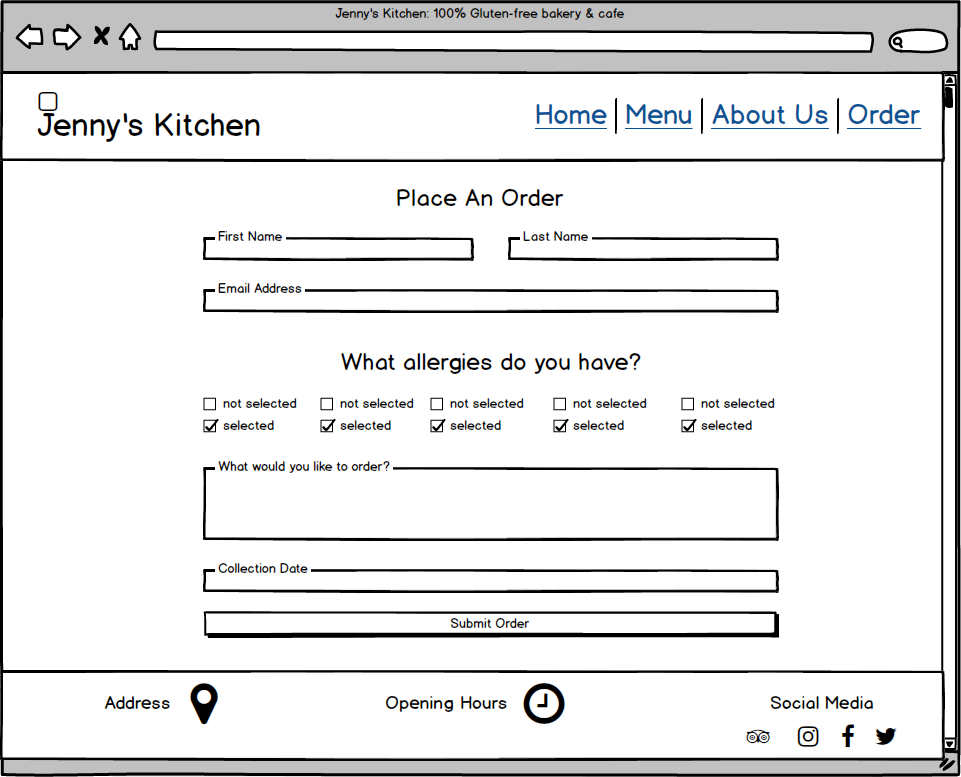 Jenny's Kitchen: 100% Gluten-free bakery & cafe
Jenny's Kitchen
Home Menu About Us Order
Place An Order
First Name Last Name
Email Address
What allergies do you have?
not selected not selected not selected not selected not selected
selected selected selected selected selected
What would you like to order?
Collection Date
Submit Order
Address Opening Hours Social Media